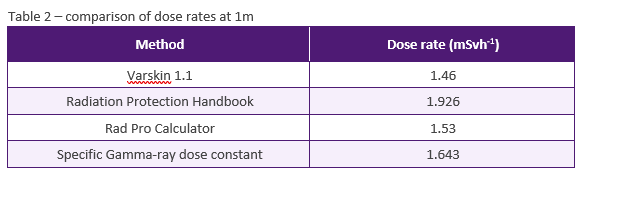 Table 2 – comparison of dose rates at 1m
Method Dose rate (mSvh⁻¹)
Varskin 1.1 1.46
Radiation Protection Handbook 1.926
Rad Pro Calculator 1.53
Specific Gamma-ray dose constant 1.643